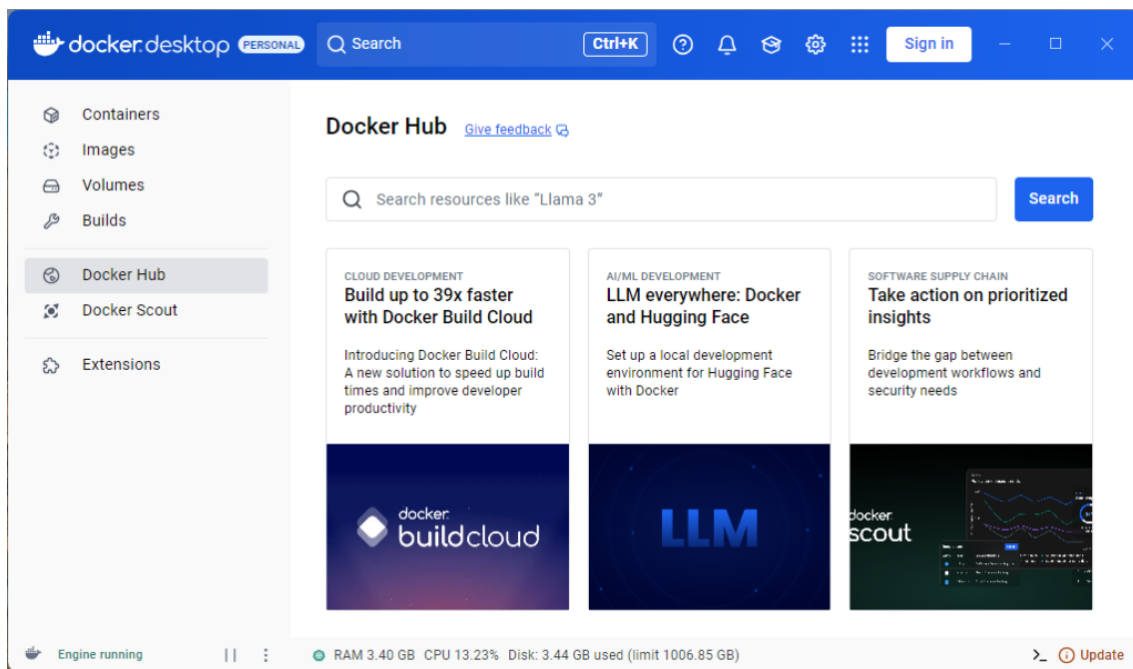 docker.desktop PERSONAL
Search
Ctrl+K
Sign in
Containers
Images
Volumes
Builds
Docker Hub
Docker Scout
Extensions
Docker Hub Give feedback
Search resources like “Llama 3”
Search
CLOUD DEVELOPMENT
Build up to 39x faster
with Docker Build Cloud
Introducing Docker Build Cloud:
A new solution to speed up build
times and improve developer
productivity
docker
buildcloud
AI/ML DEVELOPMENT
LLM everywhere: Docker
and Hugging Face
Set up a local development
environment for Hugging Face
with Docker
LLM
SOFTWARE SUPPLY CHAIN
Take action on prioritized
insights
Bridge the gap between
development workflows and
security needs
docker
scout
Engine running
RAM 3.40 GB CPU 13.23% Disk: 3.44 GB used (limit 1006.85 GB)
>_
Update